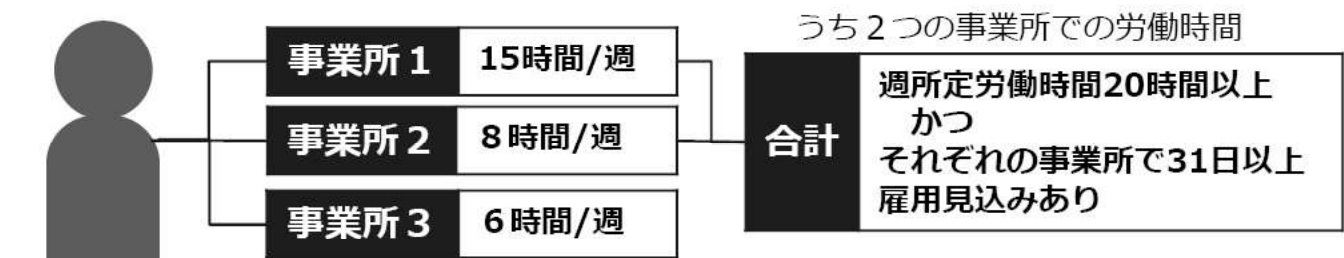 うち２つの事業所での労働時間
事業所１ 15時間/週
事業所２ ８時間/週
事業所３ ６時間/週
合計
週所定労働時間20時間以上
かつ
それぞれの事業所で31日以上
雇用見込みあり